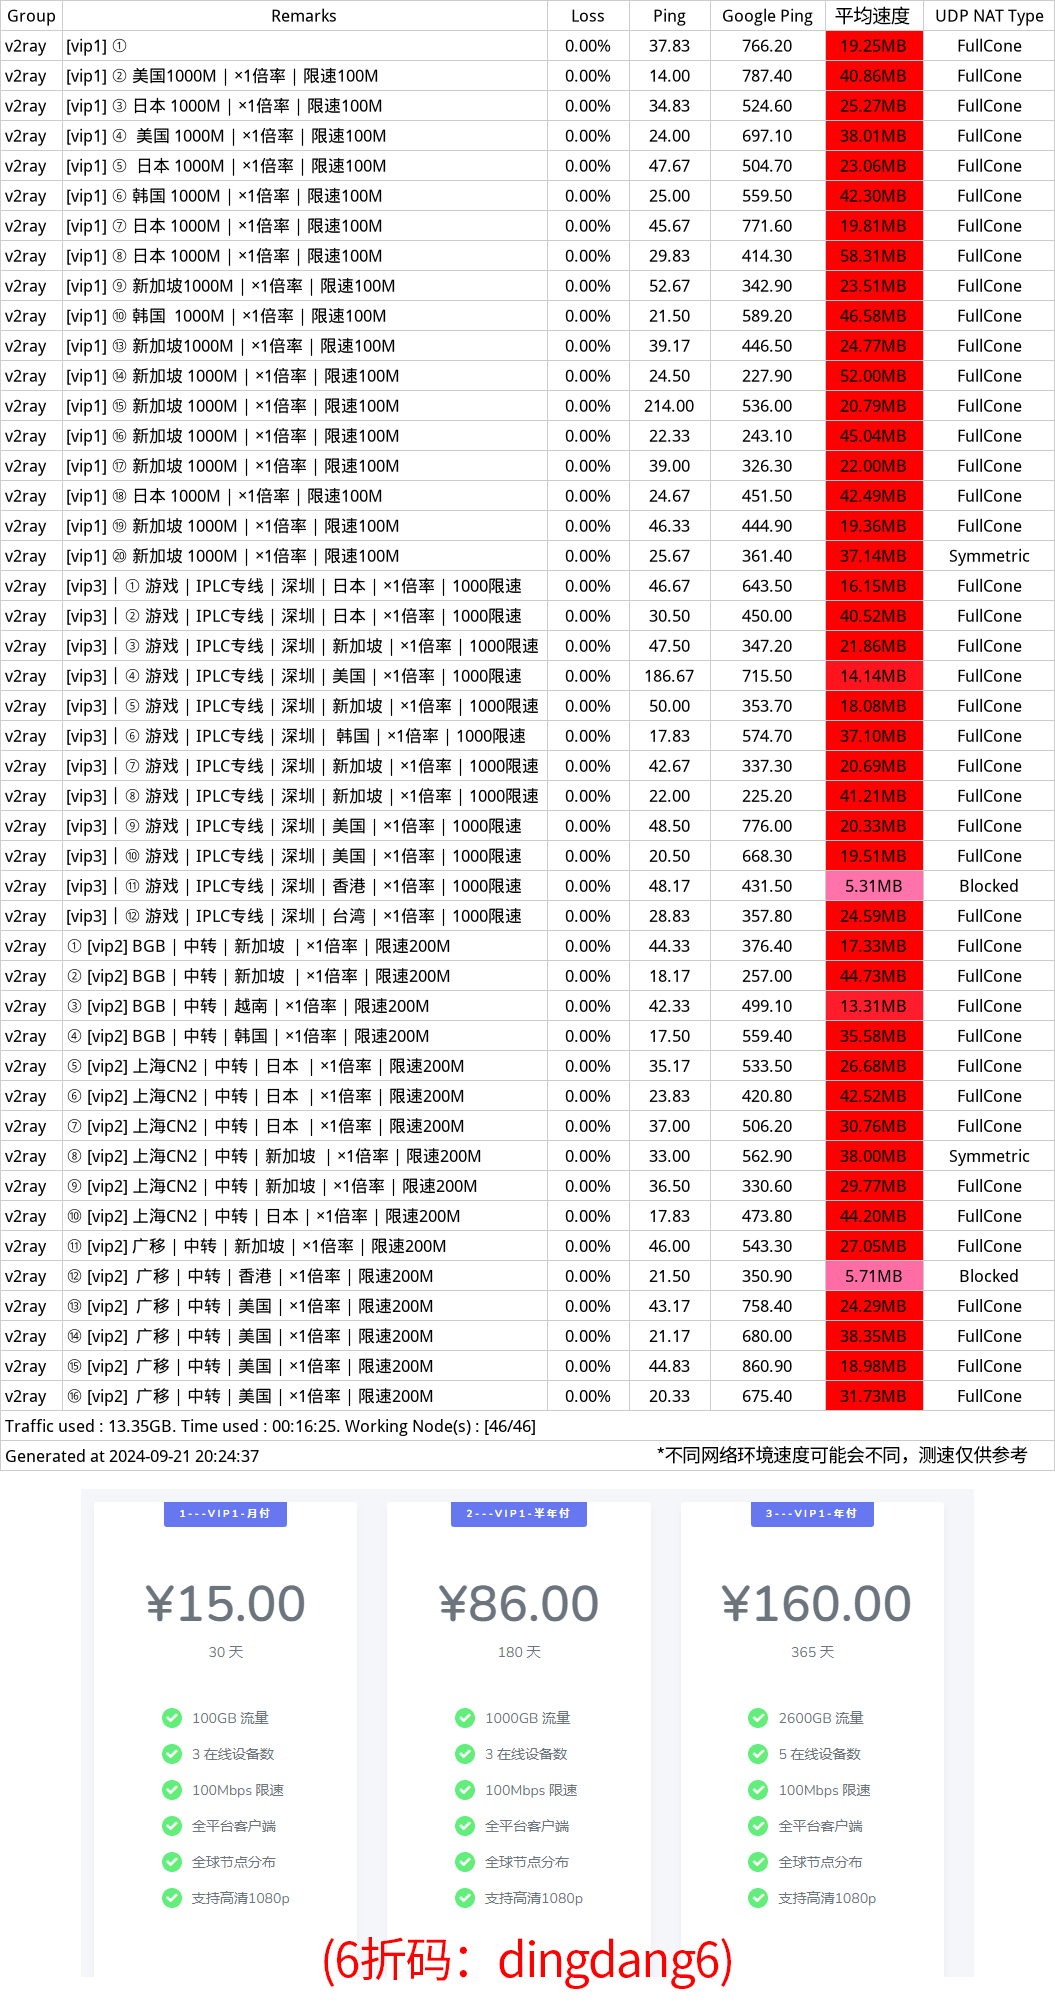 Group Remarks Loss Ping Google Ping 平均速度 UDP NAT Type
v2ray [vip1] ① 0.00% 37.83 766.20 19.25MB FullCone
v2ray [vip1] ② 美国1000M | ×1倍率 | 限速100M 0.00% 14.00 787.40 40.86MB FullCone
v2ray [vip1] ③ 日本 1000M | ×1倍率 | 限速100M 0.00% 34.83 524.60 25.27MB FullCone
v2ray [vip1] ④ 美国 1000M | ×1倍率 | 限速100M 0.00% 24.00 697.10 38.01MB FullCone
v2ray [vip1] ⑤ 日本 1000M | ×1倍率 | 限速100M 0.00% 47.67 504.70 23.06MB FullCone
v2ray [vip1] ⑥ 韩国 1000M | ×1倍率 | 限速100M 0.00% 25.00 559.50 42.30MB FullCone
v2ray [vip1] ⑦ 日本 1000M | ×1倍率 | 限速100M 0.00% 45.67 771.60 19.81MB FullCone
v2ray [vip1] ⑧ 日本 1000M | ×1倍率 | 限速100M 0.00% 29.83 414.30 58.31MB FullCone
v2ray [vip1] ⑨ 新加坡1000M | ×1倍率 | 限速100M 0.00% 52.67 342.90 23.51MB FullCone
v2ray [vip1] ⑩ 韩国 1000M | ×1倍率 | 限速100M 0.00% 21.50 589.20 46.58MB FullCone
v2ray [vip1] ⑬ 新加坡1000M | ×1倍率 | 限速100M 0.00% 39.17 446.50 24.77MB FullCone
v2ray [vip1] ⑭ 新加坡 1000M | ×1倍率 | 限速100M 0.00% 24.50 227.90 52.00MB FullCone
v2ray [vip1] ⑮ 新加坡 1000M | ×1倍率 | 限速100M 0.00% 214.00 536.00 20.79MB FullCone
v2ray [vip1] ⑯ 新加坡 1000M | ×1倍率 | 限速100M 0.00% 22.33 243.10 45.04MB FullCone
v2ray [vip1] ⑰ 新加坡 1000M | ×1倍率 | 限速100M 0.00% 39.00 326.30 22.00MB FullCone
v2ray [vip1] ⑱ 日本 1000M | ×1倍率 | 限速100M 0.00% 24.67 451.50 42.49MB FullCone
v2ray [vip1] ⑲ 新加坡 1000M | ×1倍率 | 限速100M 0.00% 46.33 444.90 19.36MB FullCone
v2ray [vip1] ⑳ 新加坡 1000M | ×1倍率 | 限速100M 0.00% 25.67 361.40 37.14MB Symmetric
v2ray [vip3] | ① 游戏 | IPLC专线 | 深圳 | 日本 | ×1倍率 | 1000限速 0.00% 46.67 643.50 16.15MB FullCone
v2ray [vip3] | ② 游戏 | IPLC专线 | 深圳 | 日本 | ×1倍率 | 1000限速 0.00% 30.50 450.00 40.52MB FullCone
v2ray [vip3] | ③ 游戏 | IPLC专线 | 深圳 | 新加坡 | ×1倍率 | 1000限速 0.00% 47.50 347.20 21.86MB FullCone
v2ray [vip3] | ④ 游戏 | IPLC专线 | 深圳 | 美国 | ×1倍率 | 1000限速 0.00% 186.67 715.50 14.14MB FullCone
v2ray [vip3] | ⑤ 游戏 | IPLC专线 | 深圳 | 新加坡 | ×1倍率 | 1000限速 0.00% 50.00 353.70 18.08MB FullCone
v2ray [vip3] | ⑥ 游戏 | IPLC专线 | 深圳 | 韩国 | ×1倍率 | 1000限速 0.00% 17.83 574.70 37.10MB FullCone
v2ray [vip3] | ⑦ 游戏 | IPLC专线 | 深圳 | 新加坡 | ×1倍率 | 1000限速 0.00% 42.67 337.30 20.69MB FullCone
v2ray [vip3] | ⑧ 游戏 | IPLC专线 | 深圳 | 新加坡 | ×1倍率 | 1000限速 0.00% 22.00 225.20 41.21MB FullCone
v2ray [vip3] | ⑨ 游戏 | IPLC专线 | 深圳 | 美国 | ×1倍率 | 1000限速 0.00% 48.50 776.00 20.33MB FullCone
v2ray [vip3] | ⑩ 游戏 | IPLC专线 | 深圳 | 美国 | ×1倍率 | 1000限速 0.00% 20.50 668.30 19.51MB FullCone
v2ray [vip3] | ⑪ 游戏 | IPLC专线 | 深圳 | 香港 | ×1倍率 | 1000限速 0.00% 48.17 431.50 5.31MB Blocked
v2ray [vip3] | ⑫ 游戏 | IPLC专线 | 深圳 | 台湾 | ×1倍率 | 1000限速 0.00% 28.83 357.80 24.59MB FullCone
v2ray ① [vip2] BGB | 中转 | 新加坡 | ×1倍率 | 限速200M 0.00% 44.33 376.40 17.33MB FullCone
v2ray ② [vip2] BGB | 中转 | 新加坡 | ×1倍率 | 限速200M 0.00% 18.17 257.00 44.73MB FullCone
v2ray ③ [vip2] BGB | 中转 | 越南 | ×1倍率 | 限速200M 0.00% 42.33 499.10 13.31MB FullCone
v2ray ④ [vip2] BGB | 中转 | 韩国 | ×1倍率 | 限速200M 0.00% 17.50 559.40 35.58MB FullCone
v2ray ⑤ [vip2] 上海CN2 | 中转 | 日本 | ×1倍率 | 限速200M 0.00% 35.17 533.50 26.68MB FullCone
v2ray ⑥ [vip2] 上海CN2 | 中转 | 日本 | ×1倍率 | 限速200M 0.00% 23.83 420.80 42.52MB FullCone
v2ray ⑦ [vip2] 上海CN2 | 中转 | 日本 | ×1倍率 | 限速200M 0.00% 37.00 506.20 30.76MB FullCone
v2ray ⑧ [vip2] 上海CN2 | 中转 | 新加坡 | ×1倍率 | 限速200M 0.00% 33.00 562.90 38.00MB Symmetric
v2ray ⑨ [vip2] 上海CN2 | 中转 | 新加坡 | ×1倍率 | 限速200M 0.00% 36.50 330.60 29.77MB FullCone
v2ray ⑩ [vip2] 上海CN2 | 中转 | 日本 | ×1倍率 | 限速200M 0.00% 17.83 473.80 44.20MB FullCone
v2ray ⑪ [vip2] 广移 | 中转 | 新加坡 | ×1倍率 | 限速200M 0.00% 46.00 543.30 27.05MB FullCone
v2ray ⑫ [vip2] 广移 | 中转 | 香港 | ×1倍率 | 限速200M 0.00% 21.50 350.90 5.71MB Blocked
v2ray ⑬ [vip2] 广移 | 中转 | 美国 | ×1倍率 | 限速200M 0.00% 43.17 758.40 24.29MB FullCone
v2ray ⑭ [vip2] 广移 | 中转 | 美国 | ×1倍率 | 限速200M 0.00% 21.17 680.00 38.35MB FullCone
v2ray ⑮ [vip2] 广移 | 中转 | 美国 | ×1倍率 | 限速200M 0.00% 44.83 860.90 18.98MB FullCone
v2ray ⑯ [vip2] 广移 | 中转 | 美国 | ×1倍率 | 限速200M 0.00% 20.33 675.40 31.73MB FullCone
Traffic used : 13.35GB. Time used : 00:16:25. Working Node(s) : [46/46]
Generated at 2024-09-21 20:24:37 *不同网络环境速度可能会不同，测速仅供参考
1---VIP1-月付 2---VIP1-半年付 3---VIP1-年付
¥15.00 ¥86.00 ¥160.00
30 天 180 天 365 天
100GB 流量 1000GB 流量 2600GB 流量
3 在线设备数 3 在线设备数 5 在线设备数
100Mbps 限速 100Mbps 限速 100Mbps 限速
全平台客户端 全平台客户端 全平台客户端
全球节点分布 全球节点分布 全球节点分布
支持高清1080p 支持高清1080p 支持高清1080p
(6折码：dingdang6)